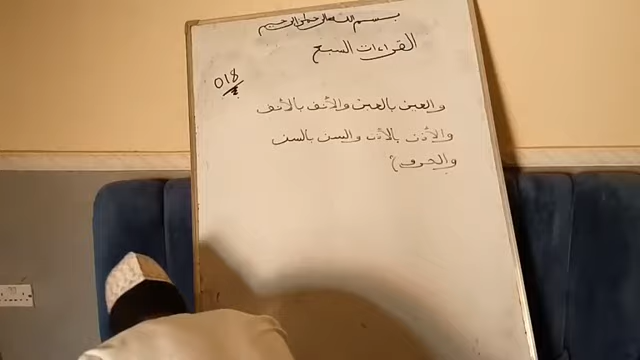 بسم الله الرحمن الرحيم
القراءات السبع
018
والعين بالعين والأنف بالأنف
والأذن بالأذن والسن بالسن
والجروح